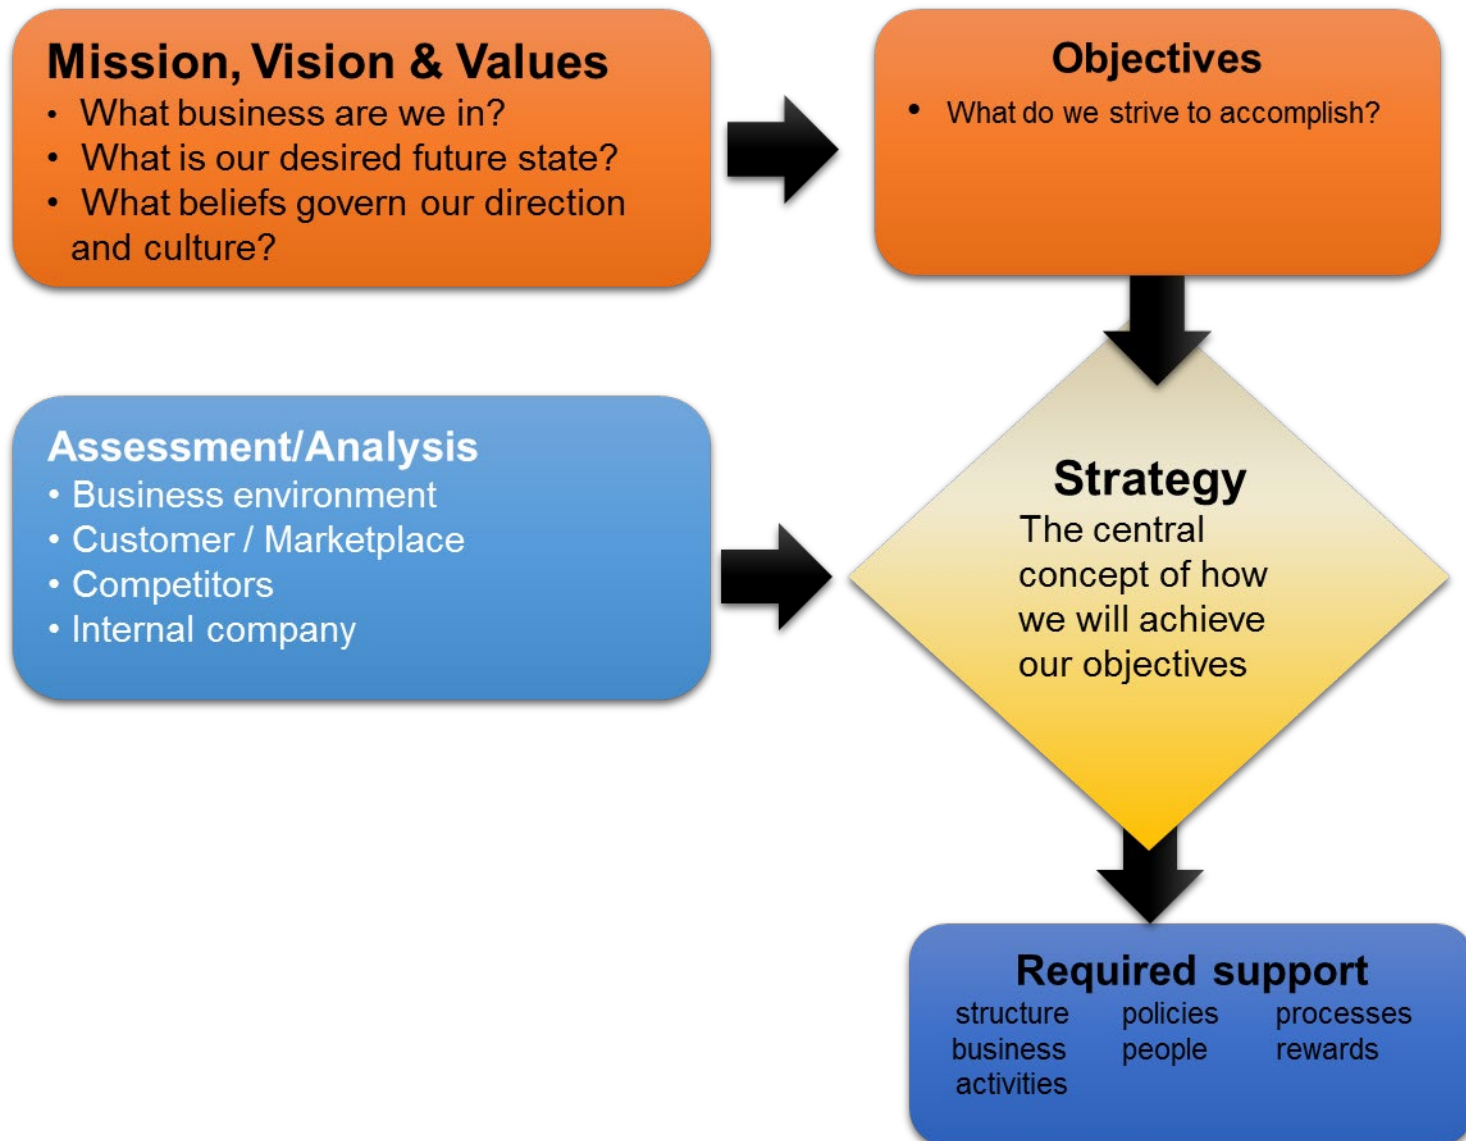 Mission, Vision & Values
• What business are we in?
• What is our desired future state?
• What beliefs govern our direction
and culture?
Objectives
• What do we strive to accomplish?
Assessment/Analysis
• Business environment
• Customer / Marketplace
• Competitors
• Internal company
Strategy
The central
concept of how
we will achieve
our objectives
Required support
structure policies processes
business people rewards
activities